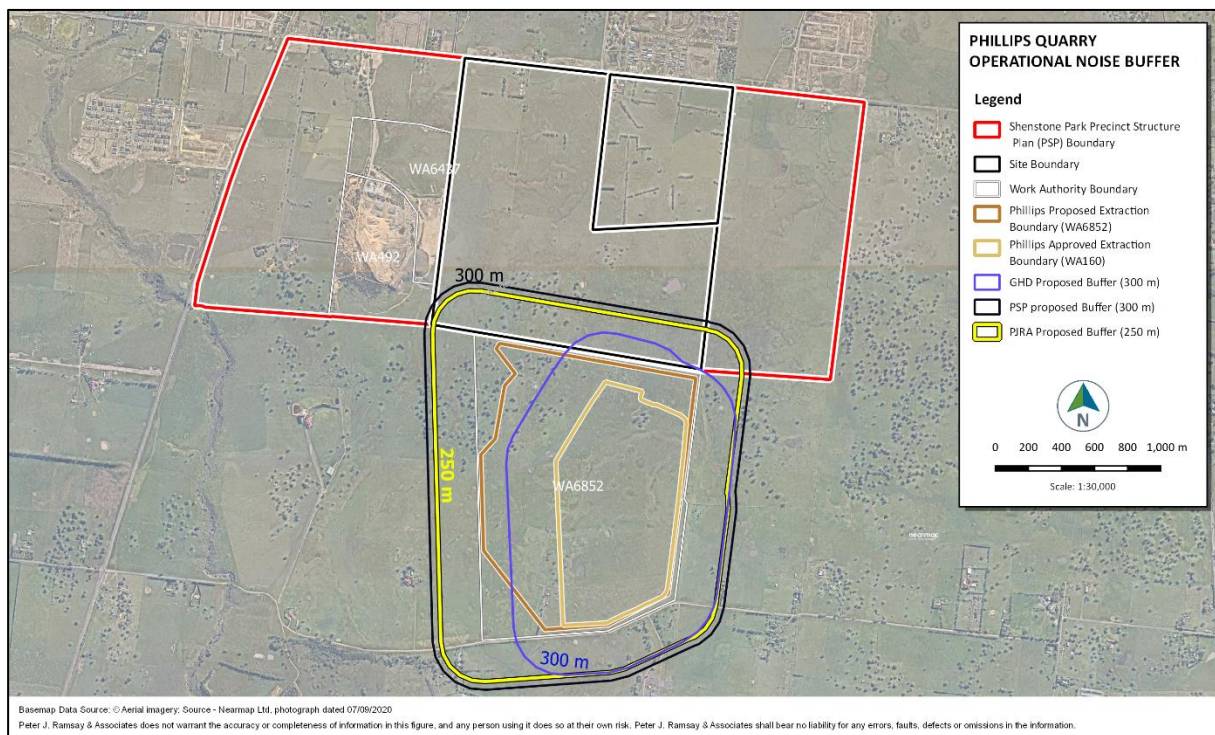 PHILLIPS QUARRY
OPERATIONAL NOISE BUFFER
Legend
Shenstone Park Precinct Structure
Plan (PSP) Boundary
Site Boundary
Work Authority Boundary
Phillips Proposed Extraction
Boundary (WA6852)
Phillips Approved Extraction
Boundary (WA160)
GHD Proposed Buffer (300 m)
PSP proposed Buffer (300 m)
PJRA Proposed Buffer (250 m)
N
0 200 400 600 800 1,000 m
Scale: 1:30,000
WA6437
WA492
300 m
250 m
WA6852
nearmap
300 m
Basemap Data Source: © Aerial imagery: Source - Nearmap Ltd, photograph dated 07/09/2020
Peter J. Ramsay & Associates does not warrant the accuracy or completeness of information in this figure, and any person using it does so at their own risk. Peter J. Ramsay & Associates shall bear no liability for any errors, faults, defects or omissions in the information.